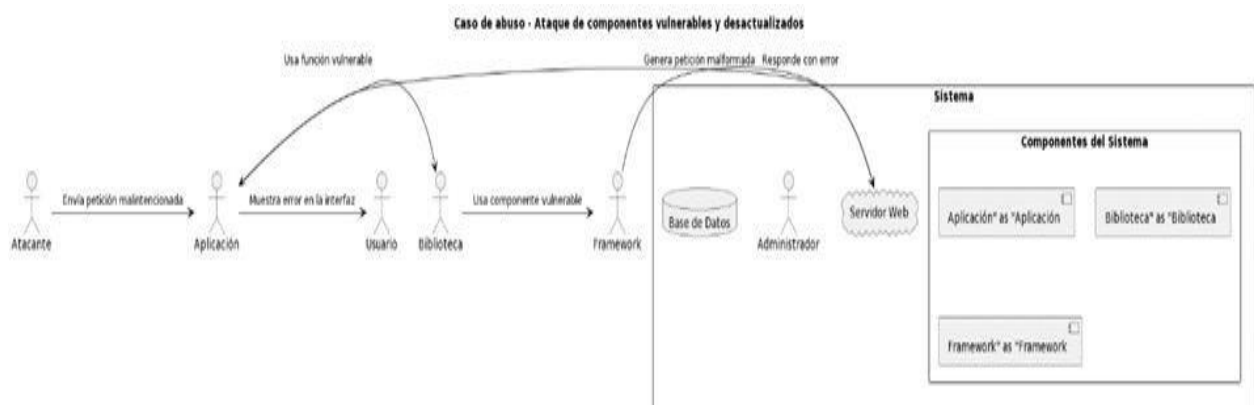 Caso de abuso - Ataque de componentes vulnerables y desactualizados
Usa función vulnerable
Genera petición malformada
Responde con error
Sistema
Componentes del Sistema
Envía petición malintencionada
Muestra error en la interfaz
Usa componente vulnerable
Atacante
Aplicación
Usuario
Biblioteca
Framework
Base de Datos
Administrador
Servidor Web
Aplicación" as "Aplicación
Biblioteca" as "Biblioteca
Framework" as "Framework